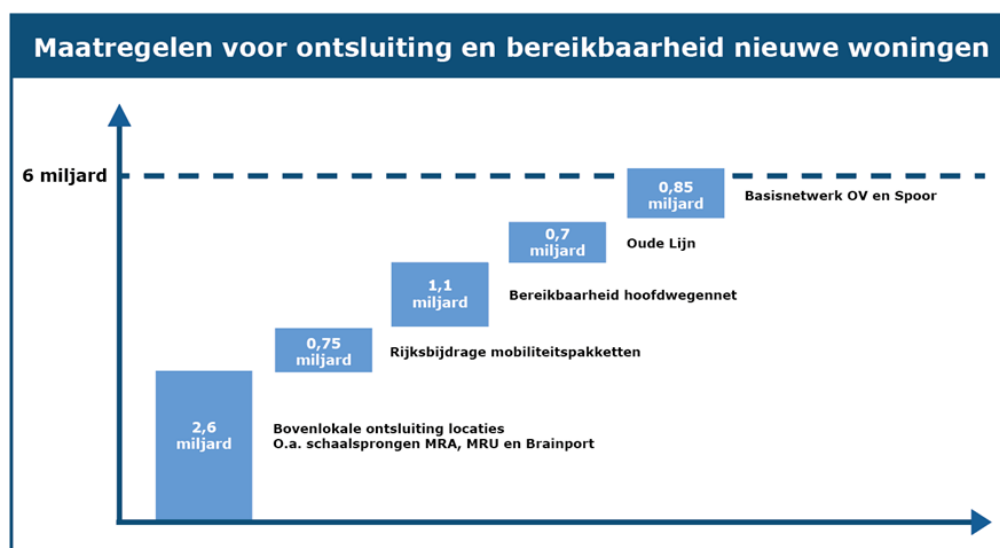 Maatregelen voor ontsluiting en bereikbaarheid nieuwe woningen
6 miljard
0,85
miljard
Basisnetwerk OV en Spoor
0,7
miljard
Oude Lijn
1,1
miljard
Bereikbaarheid hoofdwegennet
0,75
miljard
Rijksbijdrage mobiliteitspakketten
2,6
miljard
Bovenlokale ontsluiting locaties
O.a. schaalsprongen MRA, MRU en Brainport